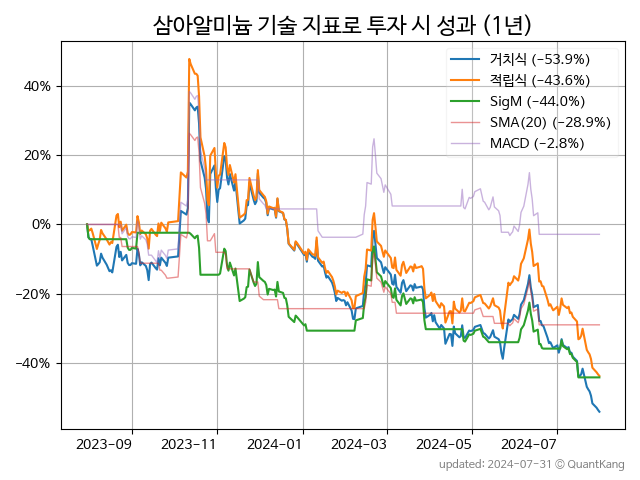 삼아알미늄 기술 지표로 투자 시 성과 (1년)
거치식 (−53.9%)
적립식 (−43.6%)
SigM (−44.0%)
SMA(20) (−28.9%)
MACD (−2.8%)
40%
20%
0%
−20%
−40%
2023−09 2023−11 2024−01 2024−03 2024−05 2024−07
updated: 2024-07-31 © QuantKang